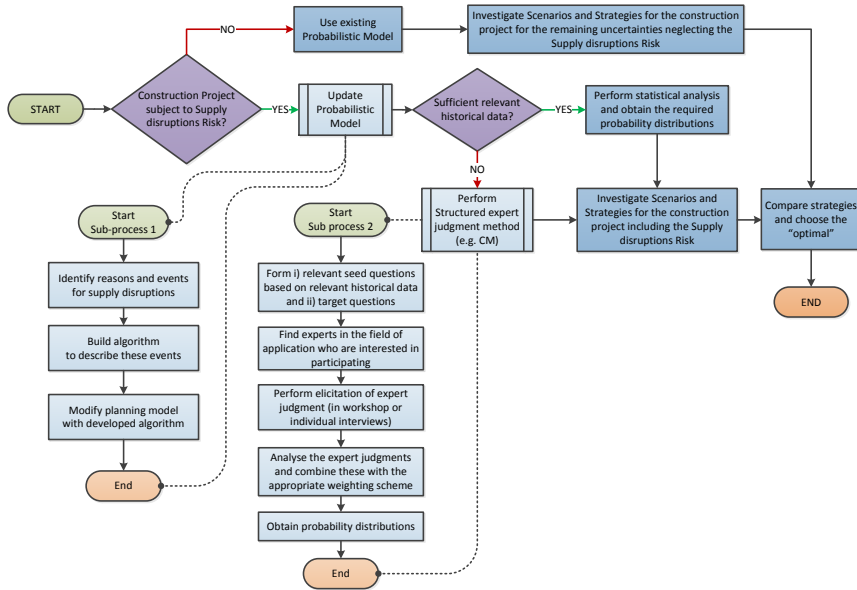 NO
Use existing
Probabilistic Model
Investigate Scenarios and Strategies for the construction
project for the remaining uncertainties neglecting the
Supply disruptions Risk
START
Construction Project
subject to Supply
disruptions Risk?
YES
Update
Probabilistic
Model
Sufficient relevant
historical data?
YES
Perform statistical analysis
and obtain the required
probability distributions
NO
Start
Sub-process 1
Start
Sub process 2
Perform
Structured expert
judgment method
(e.g. CM)
Investigate Scenarios and
Strategies for the construction
project including the Supply
disruptions Risk
Compare strategies
and choose the
“optimal”
END
Identify reasons and events
for supply disruptions
Build algorithm
to describe these events
Modify planning model
with developed algorithm
End
Form i) relevant seed questions
based on relevant historical data
and ii) target questions
Find experts in the field of
application who are interested in
participating
Perform elicitation of expert
judgment (in workshop or
individual interviews)
Analyse the expert judgments
and combine these with the
appropriate weighting scheme
Obtain probability distributions
End